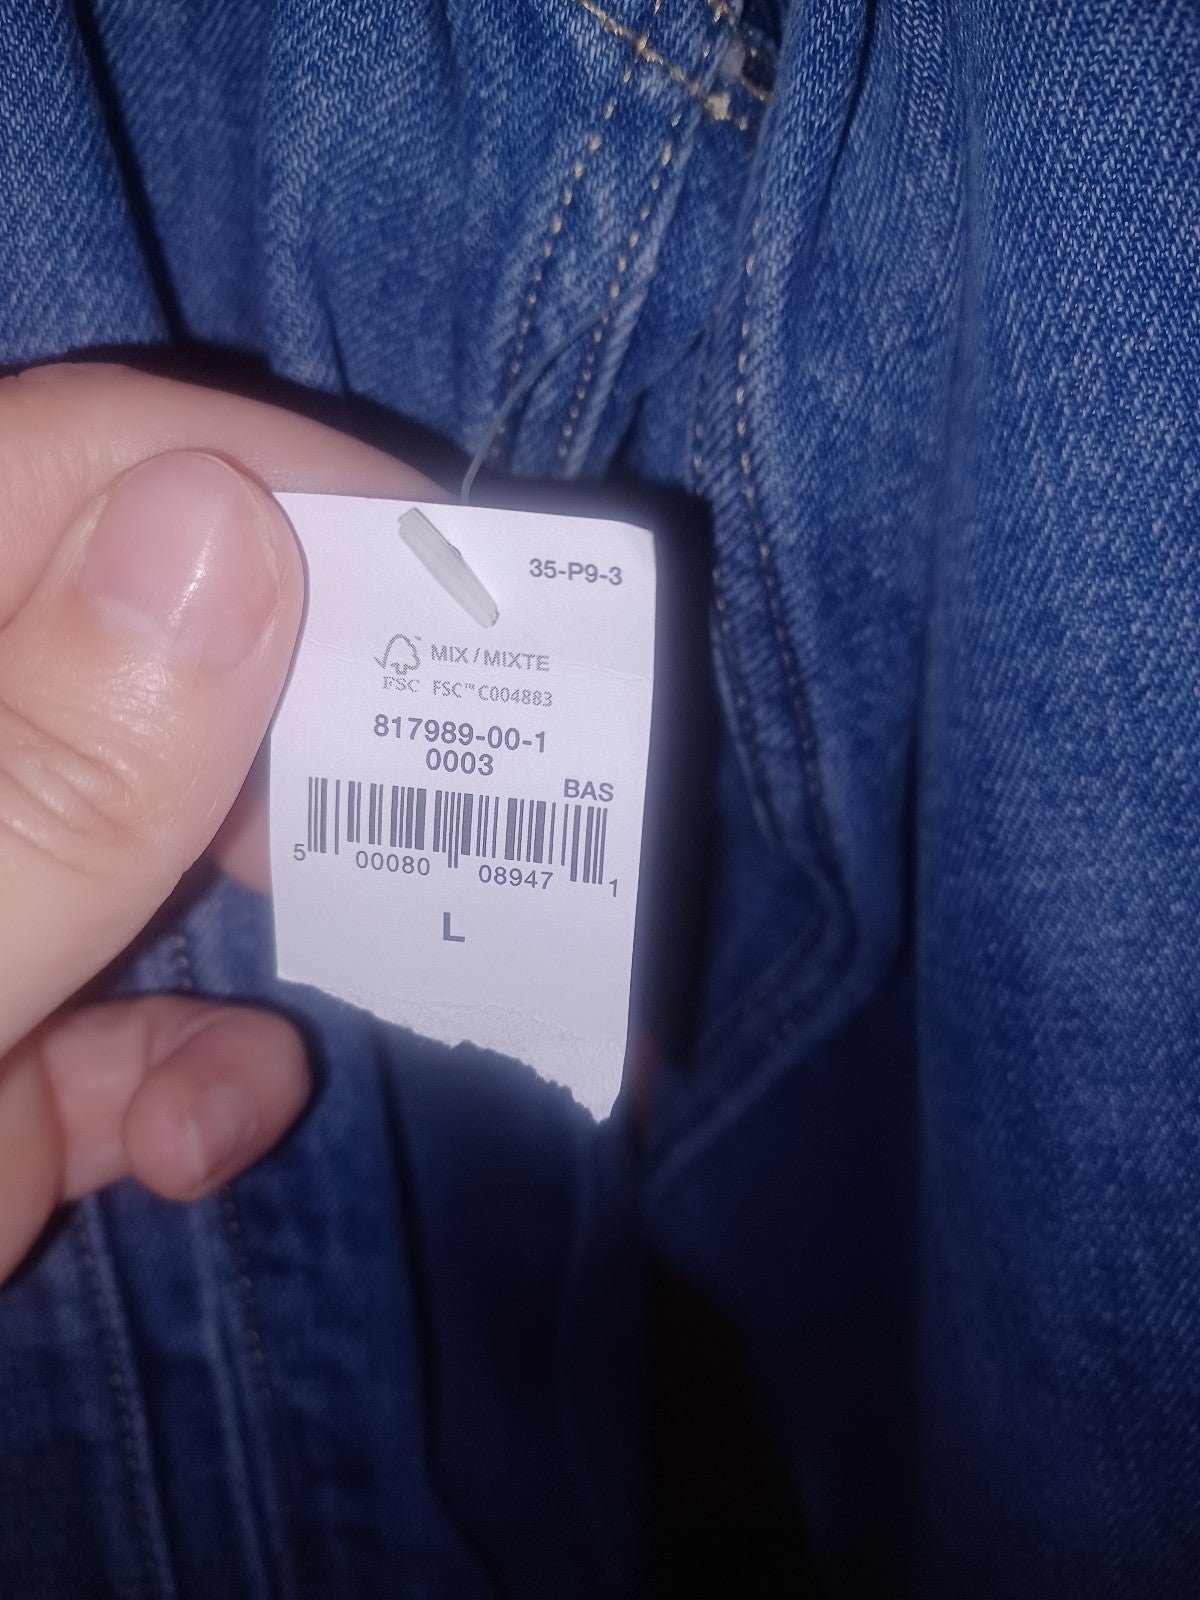 35-P9-3
MIX / MIXTE
FSC FSC™ C004883
817989-00-1
0003
BAS
5 00080 08947 1
L